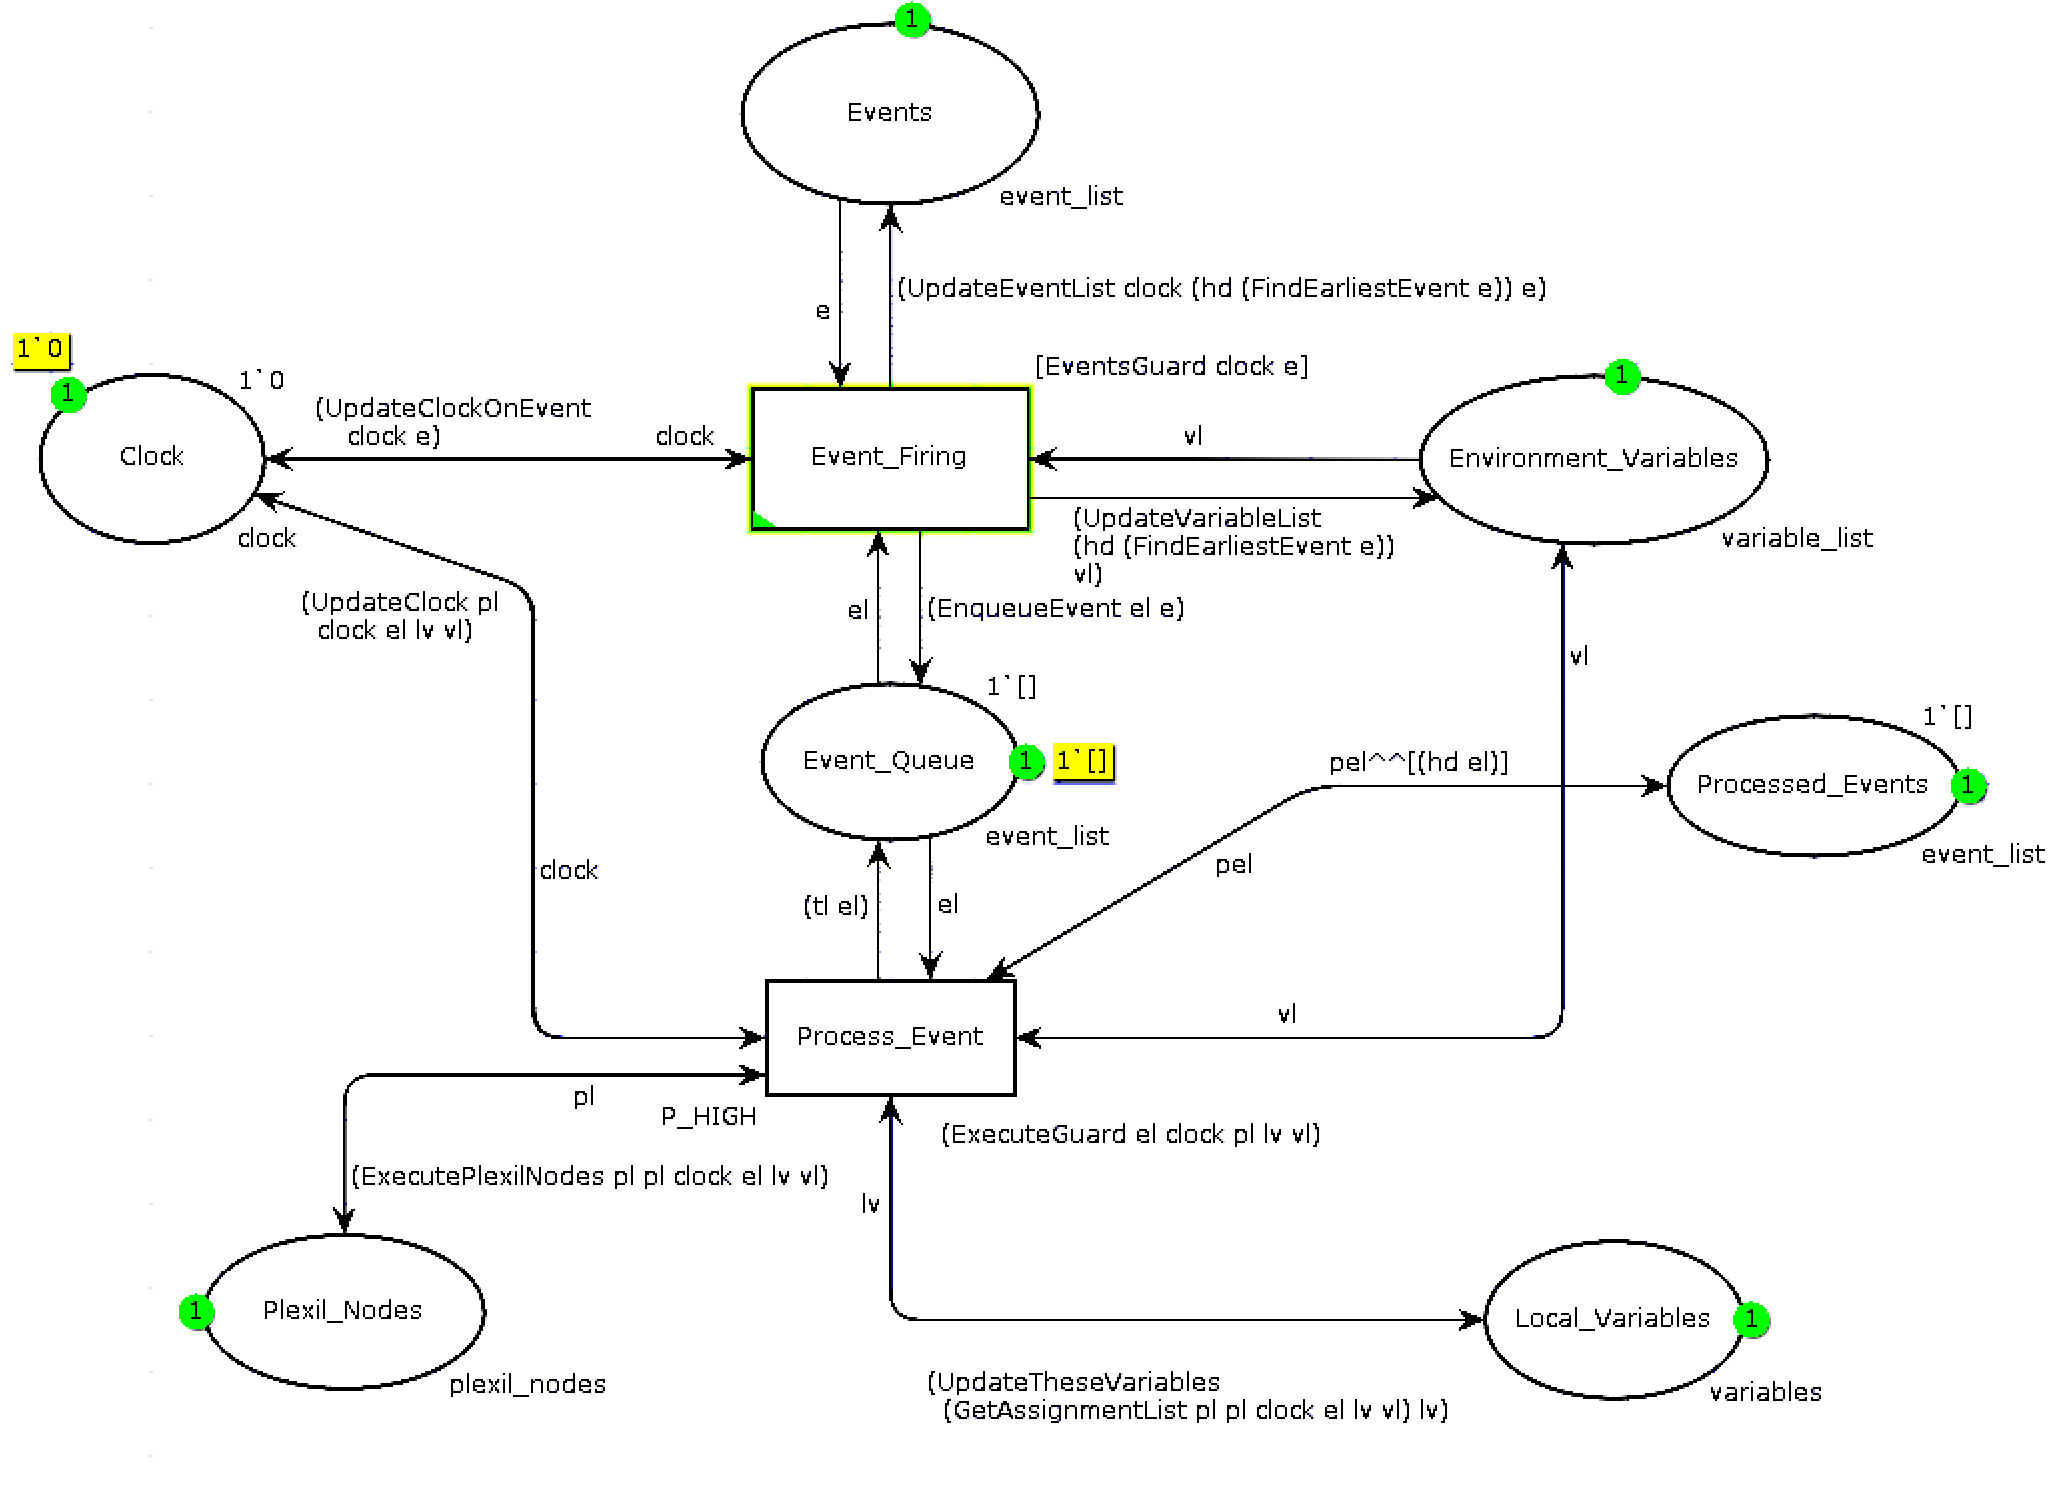 1
Events
event_list
(UpdateEventList clock (hd (FindEarliestEvent e)) e)
e
1`0
1
1`0
[EventsGuard clock e]
1
(UpdateClockOnEvent
clock e)
clock
vl
Clock
Event_Firing
Environment_Variables
clock
(UpdateVariableList
(hd (FindEarliestEvent e))
vl)
variable_list
(UpdateClock pl
clock el lv vl)
el
(EnqueueEvent el e)
vl
1`[]
1`[]
Event_Queue
1
1`[]
pel^^[(hd el)]
Processed_Events
1
event_list
event_list
pel
clock
(tl el)
el
vl
Process_Event
pl
P_HIGH
(ExecuteGuard el clock pl lv vl)
(ExecutePlexilNodes pl pl clock el lv vl)
lv
1
Plexil_Nodes
Local_Variables
1
plexil_nodes
(UpdateTheseVariables
(GetAssignmentList pl pl clock el lv vl) lv)
variables